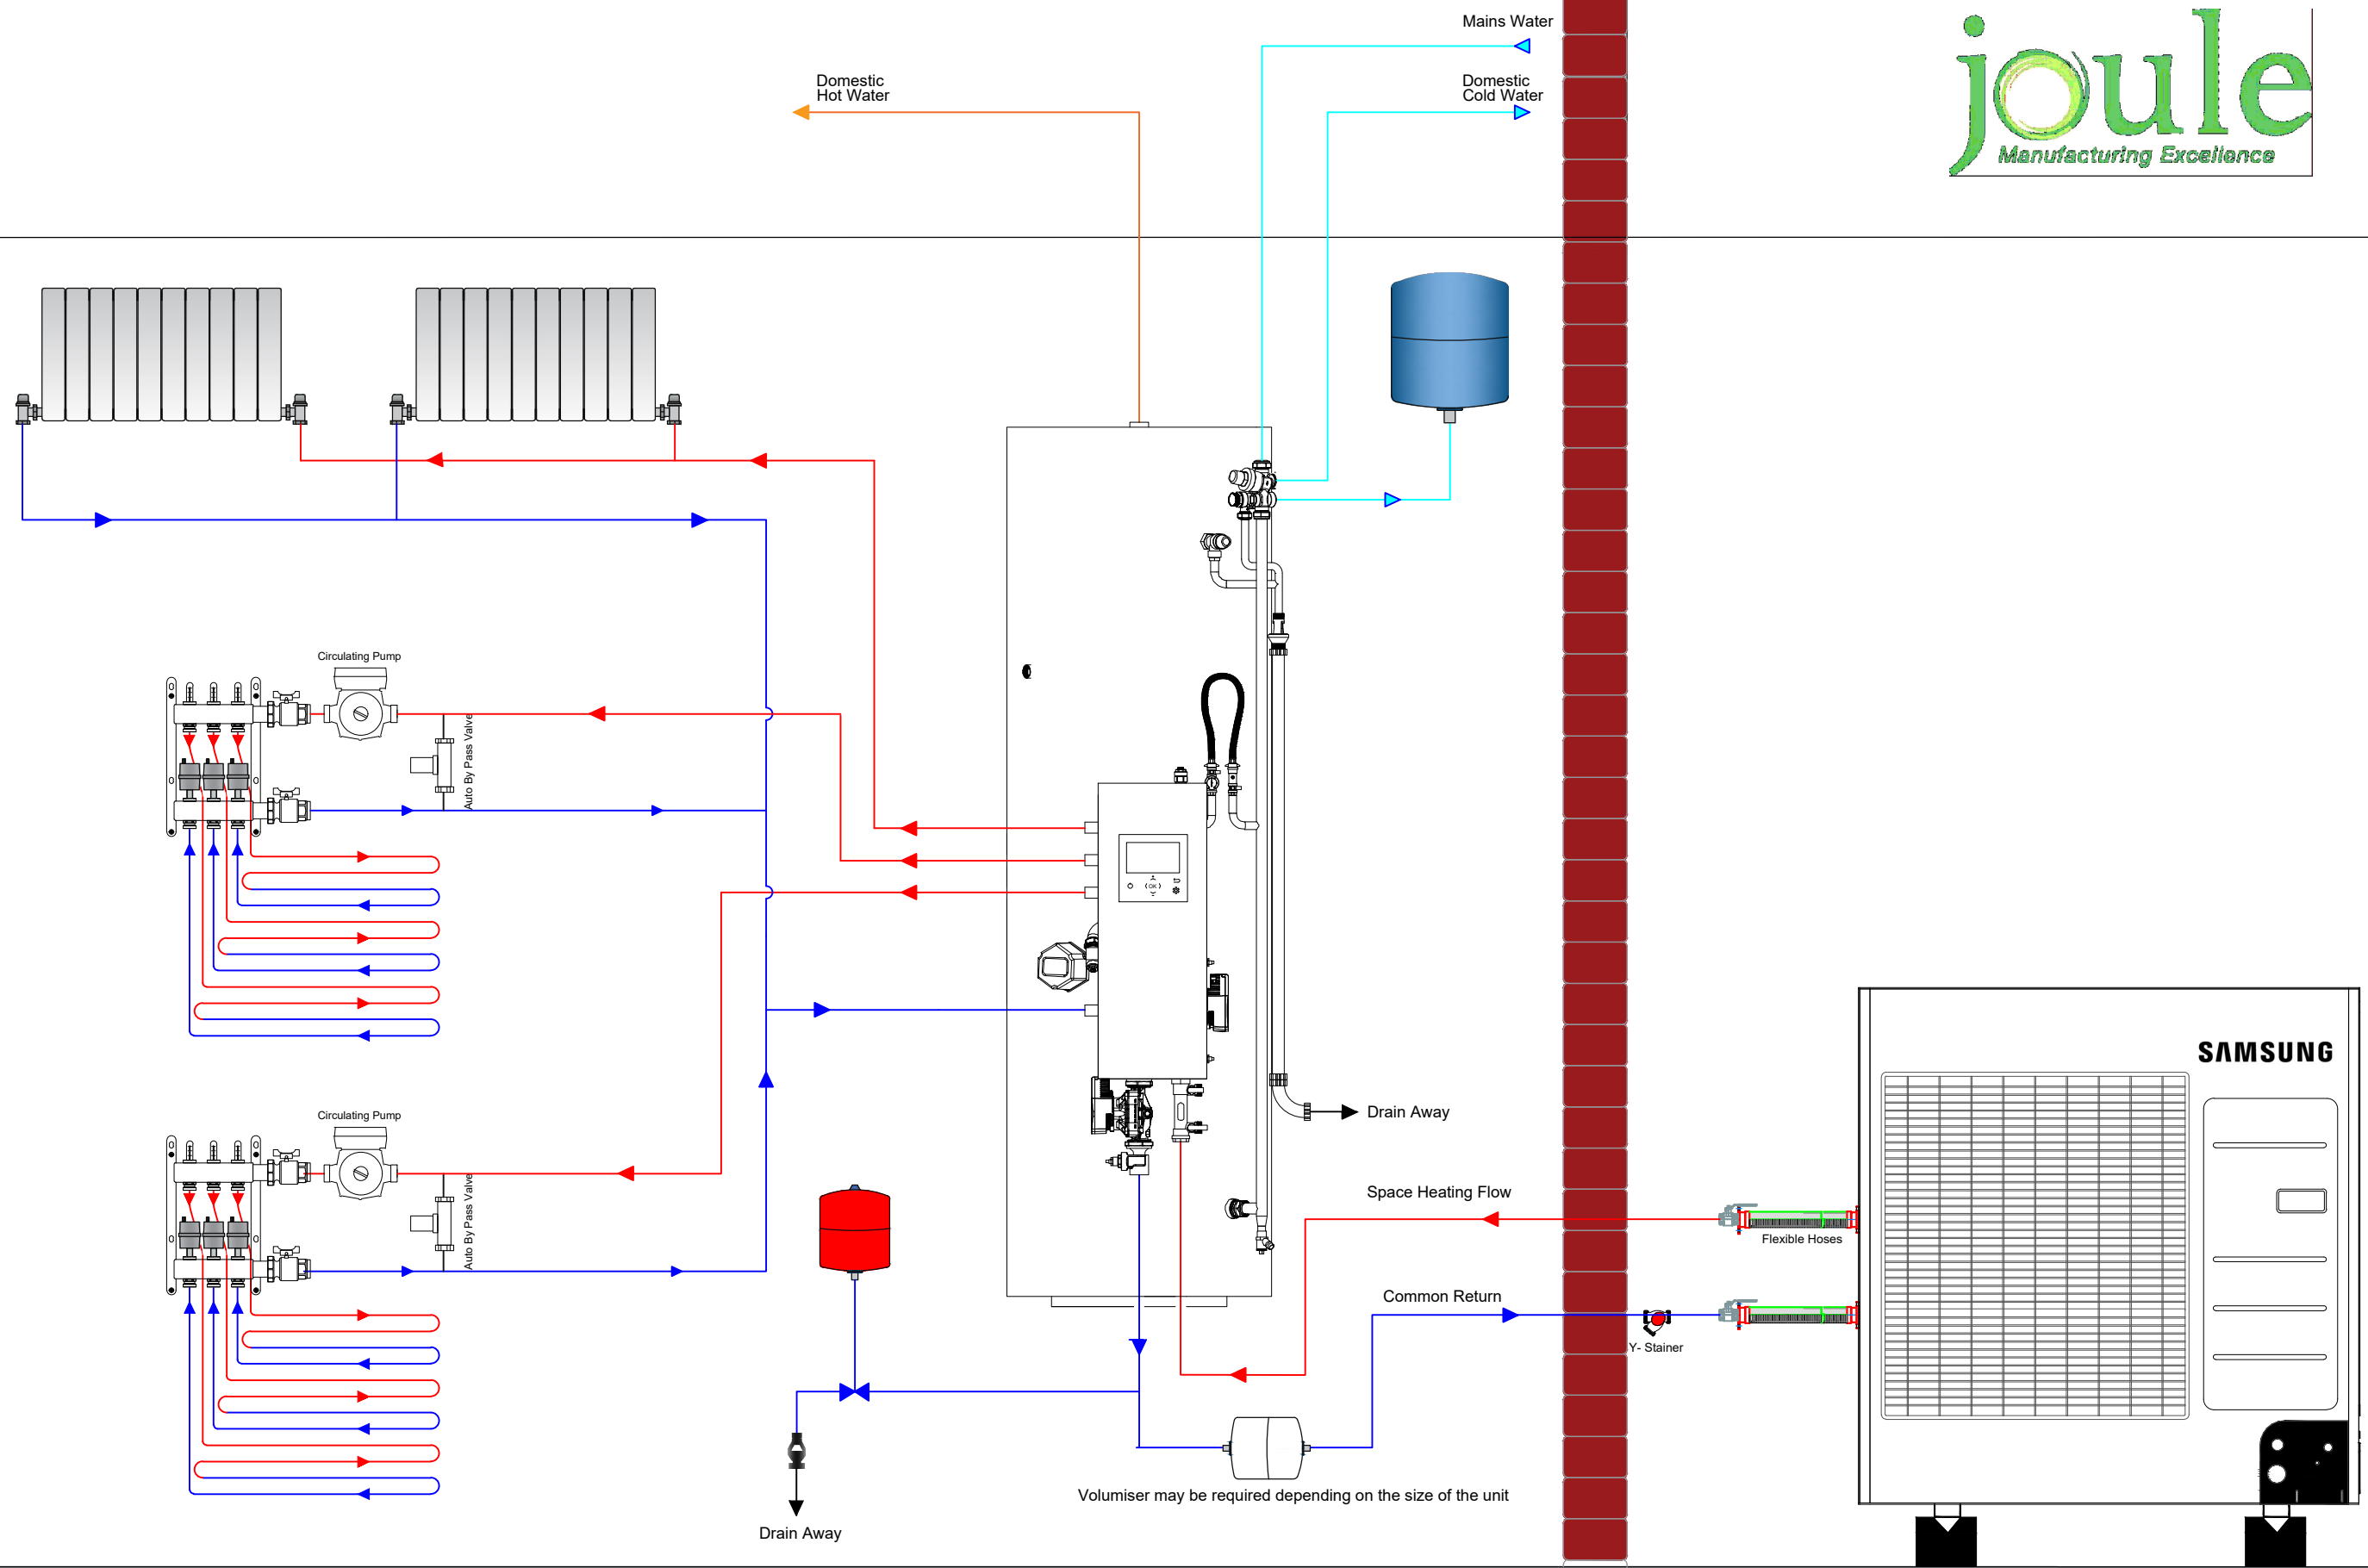 Mains Water
Domestic
Hot Water
Domestic
Cold Water
joule
Manufacturing Excellence
Circulating Pump
Auto By Pass Valve
OK
SAMSUNG
Circulating Pump
Auto By Pass Valve
Drain Away
Space Heating Flow
Flexible Hoses
Common Return
Y- Stainer
Volumiser may be required depending on the size of the unit
Drain Away